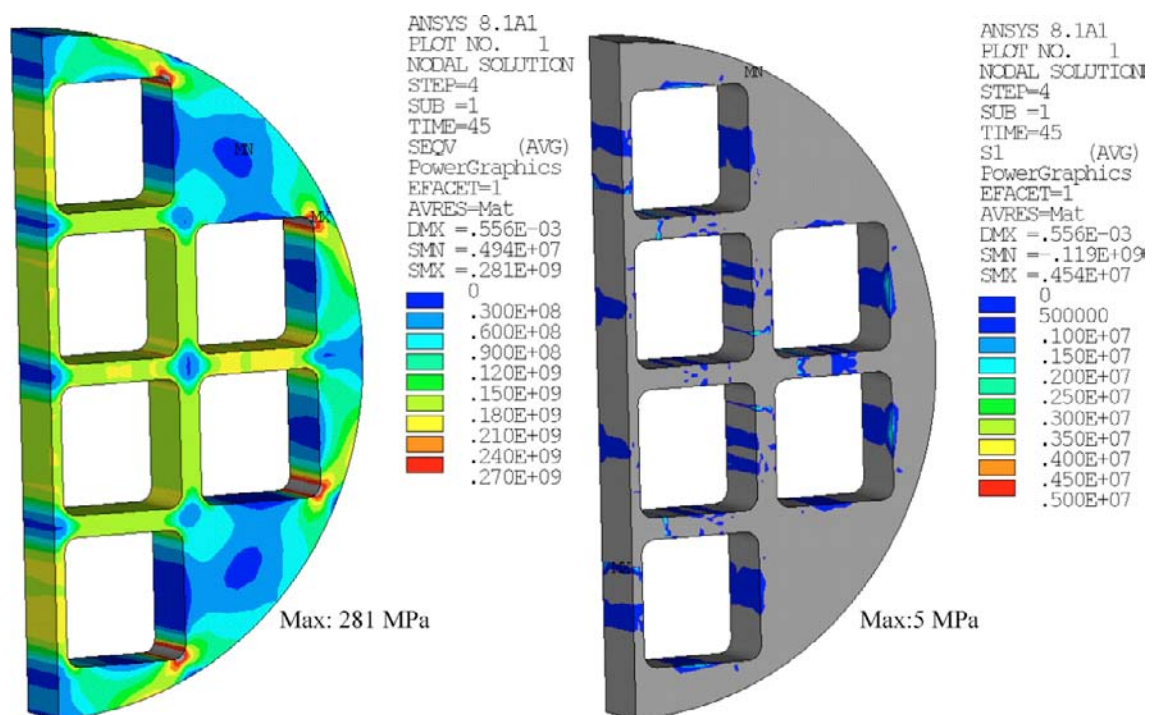 ANSYS 8.1A1
PLOT NO. 1
NODAL SOLUTION
STEP=4
SUB =1
TIME=45
SEQV (AVG)
PowerGraphics
EFACET=1
AVRES=Mat
DMX =.556E-03
SMN =.494E+07
SMX =.281E+09
0
.300E+08
.600E+08
.900E+08
.120E+09
.150E+09
.180E+09
.210E+09
.240E+09
.270E+09
MN
MX
Max: 281 MPa
ANSYS 8.1A1
PLOT NO. 1
NODAL SOLUTION
STEP=4
SUB =1
TIME=45
S1 (AVG)
PowerGraphics
EFACET=1
AVRES=Mat
DMX =.556E-03
SMN =-.119E+09
SMX =.454E+07
0
500000
.100E+07
.150E+07
.200E+07
.250E+07
.300E+07
.350E+07
.400E+07
.450E+07
.500E+07
MN
MX
Max:5 MPa